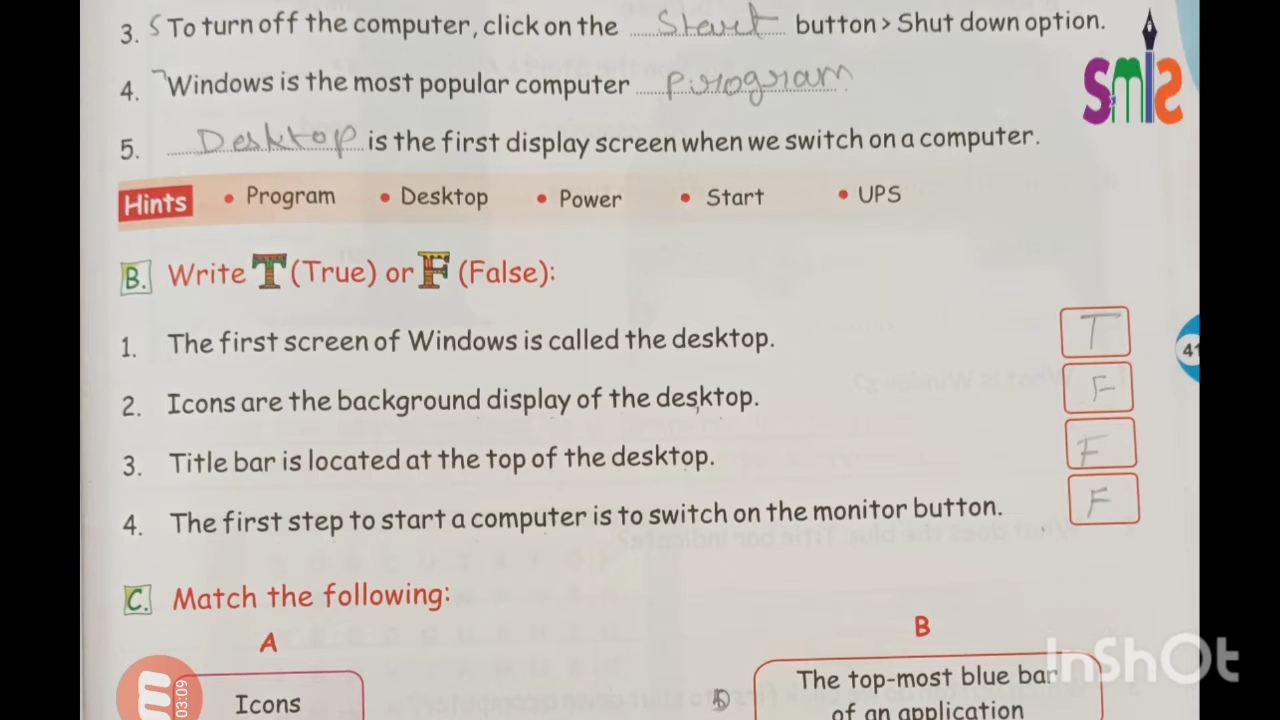 3. S To turn off the computer, click on the Start button > Shut down option.
4. Windows is the most popular computer program
5. Desktop is the first display screen when we switch on a computer.
Hints • Program • Desktop • Power • Start • UPS
B. Write T (True) or F (False):
1. The first screen of Windows is called the desktop. T
2. Icons are the background display of the desktop. F
3. Title bar is located at the top of the desktop. F
4. The first step to start a computer is to switch on the monitor button. F
41
C. Match the following:
A B
Icons
The top-most blue bar
of an application
SMIS
03:09
InShOt